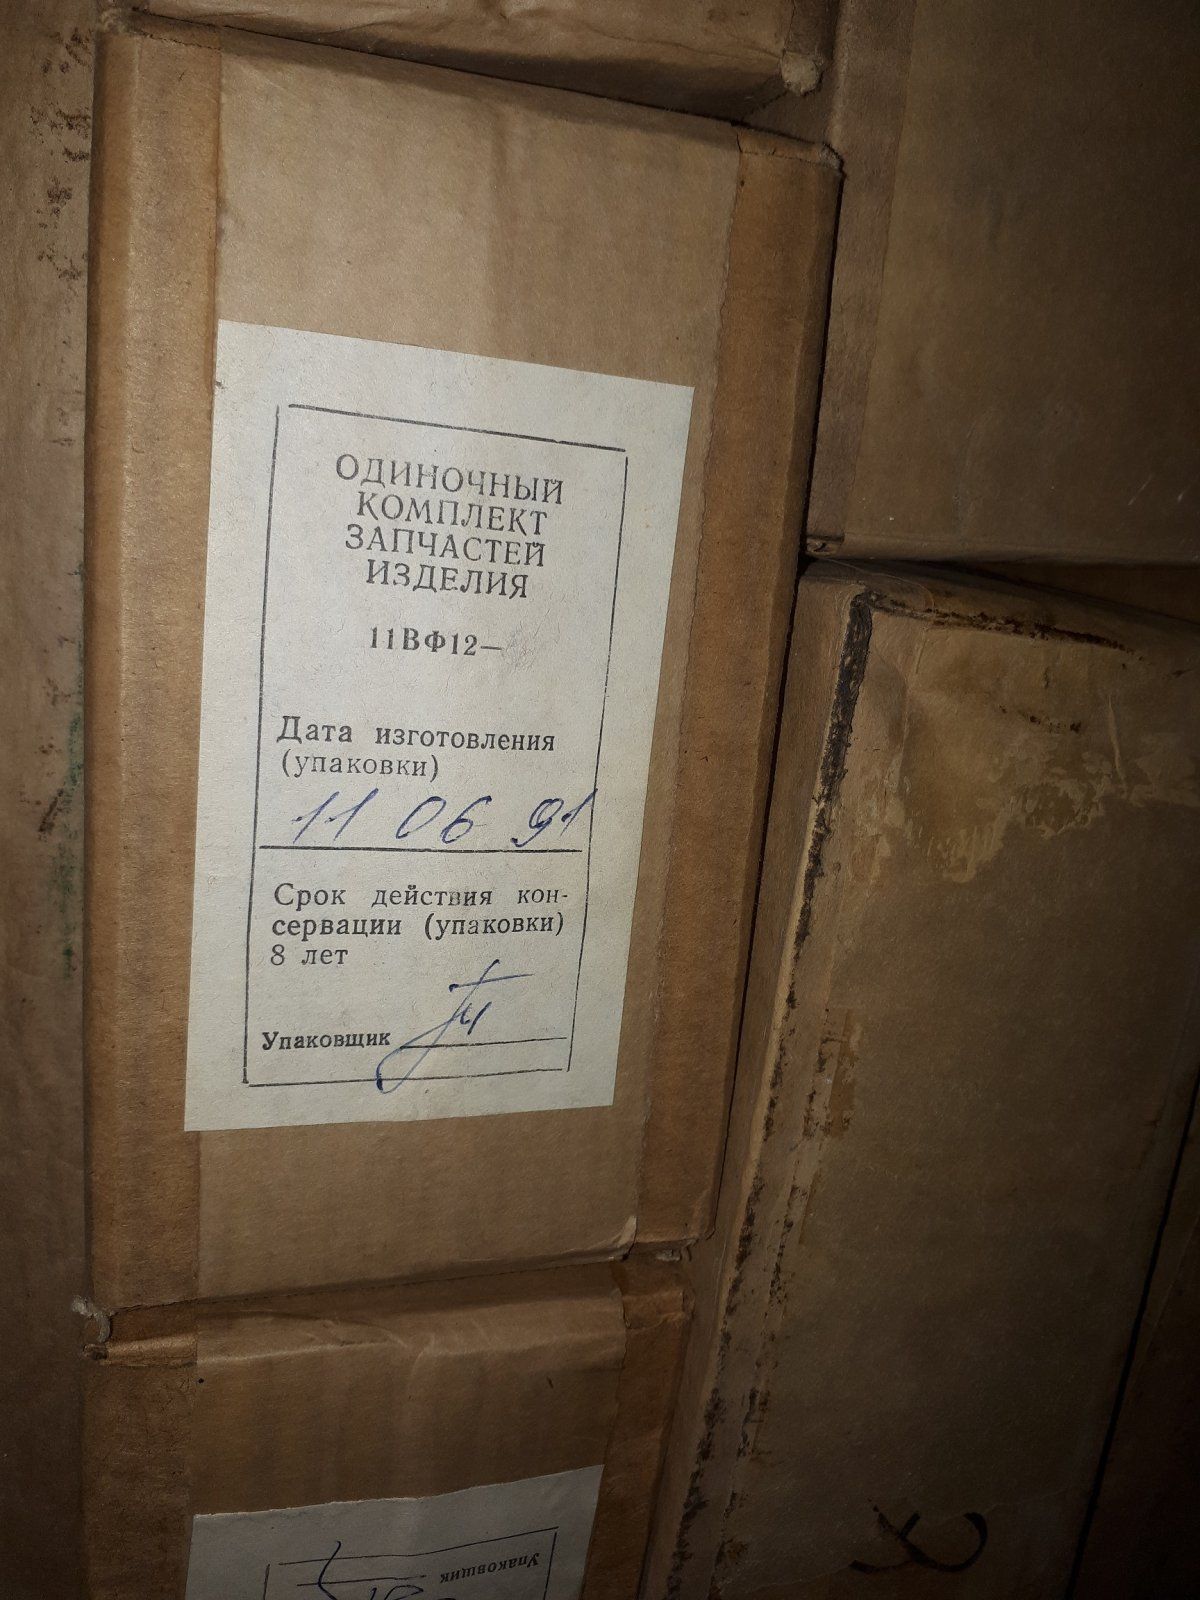 ОДИНОЧНЫЙ
КОМПЛЕКТ
ЗАПЧАСТЕЙ
ИЗДЕЛИЯ
11ВФ12—
Дата изготовления
(упаковки)
11 06 91
Срок действия кон-
сервации (упаковки)
8 лет
Упаковщик
Упаковщик